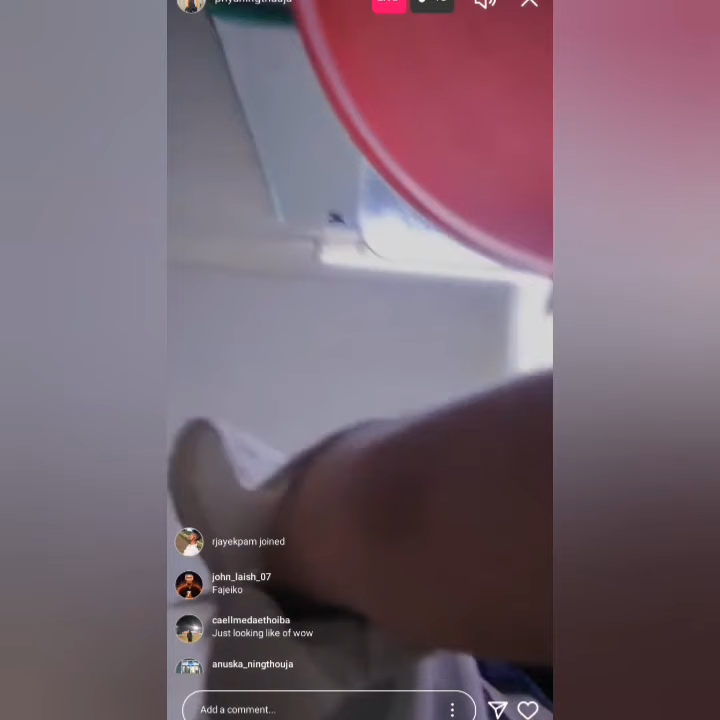 rjayekpam joined
john_laish_07
Fajeiko
caellmedaethoiba
Just looking like of wow
anuska_ningthouja
Add a comment...